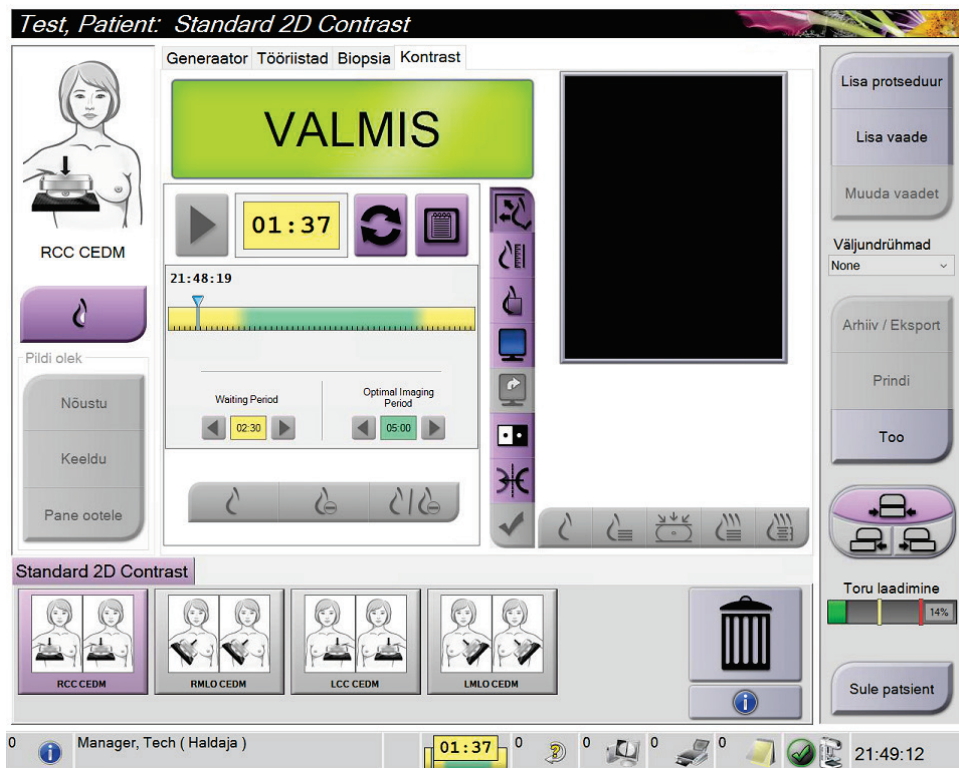 Test, Patient: Standard 2D Contrast
Generaator Tööriistad Biopsia Kontrast
VALMIS
01:37
21:48:19
Waiting Period
Optimal Imaging
Period
02:30
05:00
RCC CEDM
Pildi olek
Nõustu
Keeldu
Pane ootele
Lisa protseduur
Lisa vaade
Muuda vaadet
Väljundrühmad
None
Arhiiv / Eksport
Prindi
Too
Toru laadimine
14%
Sule patsient
Standard 2D Contrast
RCC CEDM
RMLO CEDM
LCC CEDM
LMLO CEDM
0 Manager, Tech ( Haldaja ) 01:37 0 0 0 0 21:49:12